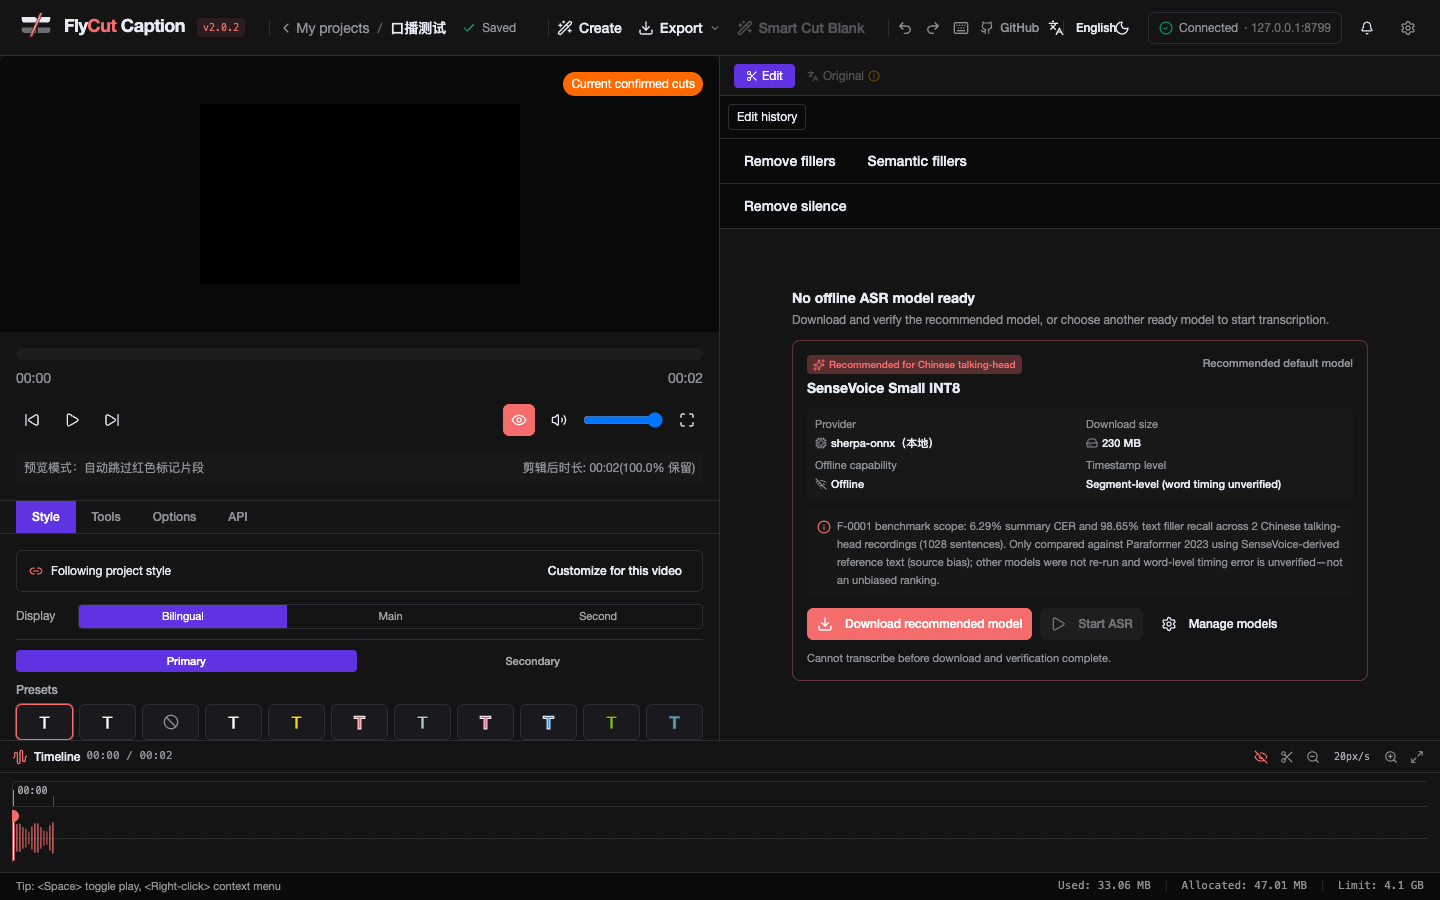 FlyCut Caption v2.0.2 My projects / 口播测试 Saved Create Export Smart Cut Blank GitHub English Connected · 127.0.0.1:8799
Current confirmed cuts
00:00 00:02
预览模式：自动跳过红色标记片段 剪辑后时长: 00:02(100.0% 保留)
Style Tools Options API
Following project style Customize for this video
Display Bilingual Main Second
Primary Secondary
Presets
T T T T T T T T T T
Edit Original
Edit history
Remove fillers Semantic fillers
Remove silence
No offline ASR model ready
Download and verify the recommended model, or choose another ready model to start transcription.
Recommended for Chinese talking-head Recommended default model
SenseVoice Small INT8
Provider Download size
sherpa-onnx（本地） 230 MB
Offline capability Timestamp level
Offline Segment-level (word timing unverified)
F-0001 benchmark scope: 6.29% summary CER and 98.65% text filler recall across 2 Chinese talking-
head recordings (1028 sentences). Only compared against Paraformer 2023 using SenseVoice-derived
reference text (source bias); other models were not re-run and word-level timing error is unverified—not
an unbiased ranking.
Download recommended model Start ASR Manage models
Cannot transcribe before download and verification complete.
Timeline 00:00 / 00:02 20px/s
00:00
Tip: <Space> toggle play, <Right-click> context menu Used: 33.06 MB Allocated: 47.01 MB Limit: 4.1 GB